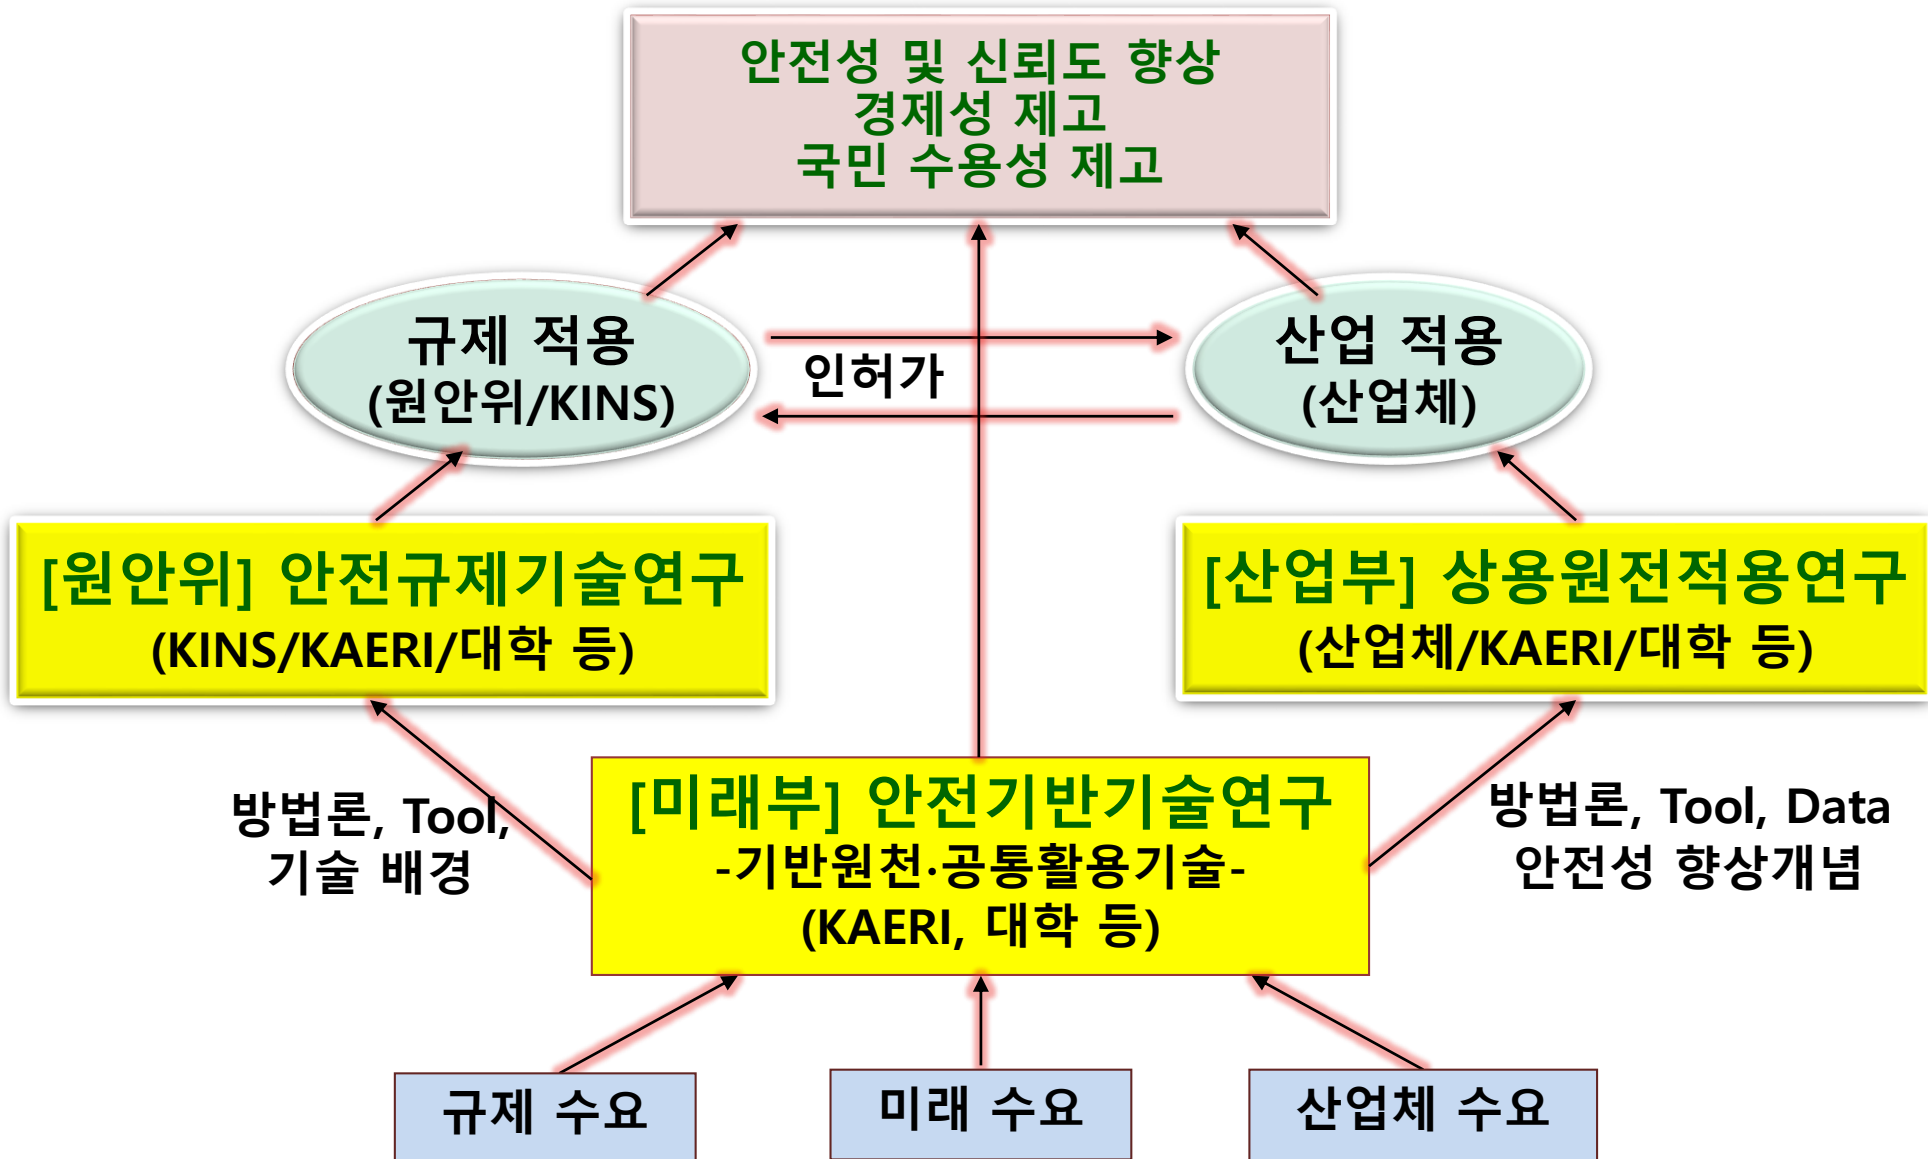 안전성 및 신뢰도 향상
경제성 제고
국민 수용성 제고
규제 적용
(원안위/KINS)
인허가
산업 적용
(산업체)
[원안위] 안전규제기술연구
(KINS/KAERI/대학 등)
[산업부] 상용원전적용연구
(산업체/KAERI/대학 등)
방법론, Tool,
기술 배경
[미래부] 안전기반기술연구
-기반원천·공통활용기술-
(KAERI, 대학 등)
방법론, Tool, Data
안전성 향상개념
규제 수요
미래 수요
산업체 수요